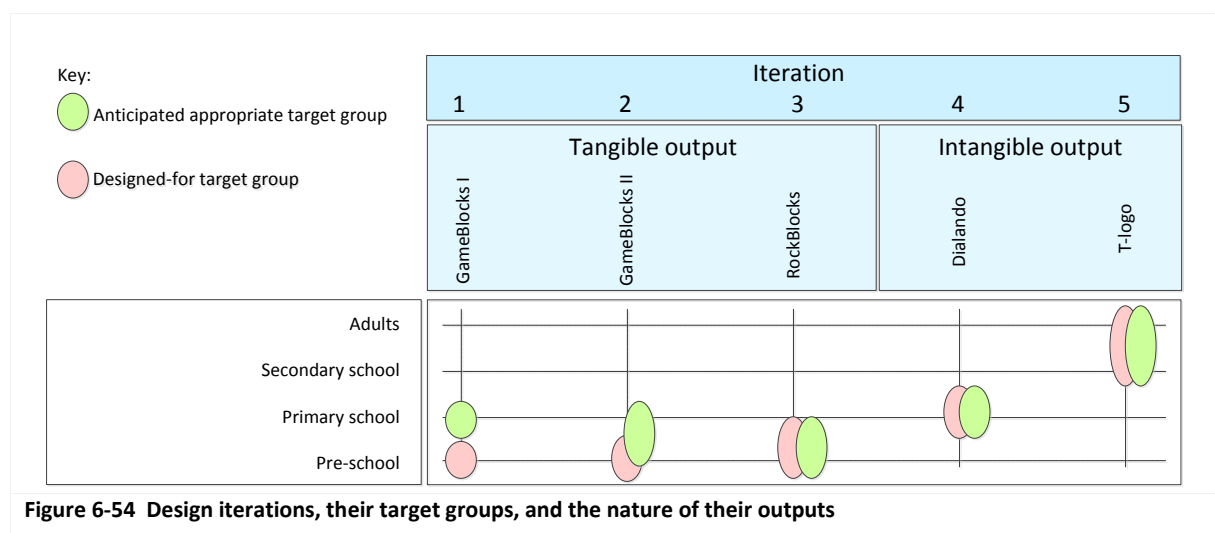 Key:
Anticipated appropriate target group
Designed-for target group
Iteration
1 2 3 4 5
Tangible output
Intangible output
GameBlocks I
GameBlocks II
RockBlocks
Dialando
T-logo
Adults
Secondary school
Primary school
Pre-school
Figure 6-54 Design iterations, their target groups, and the nature of their outputs